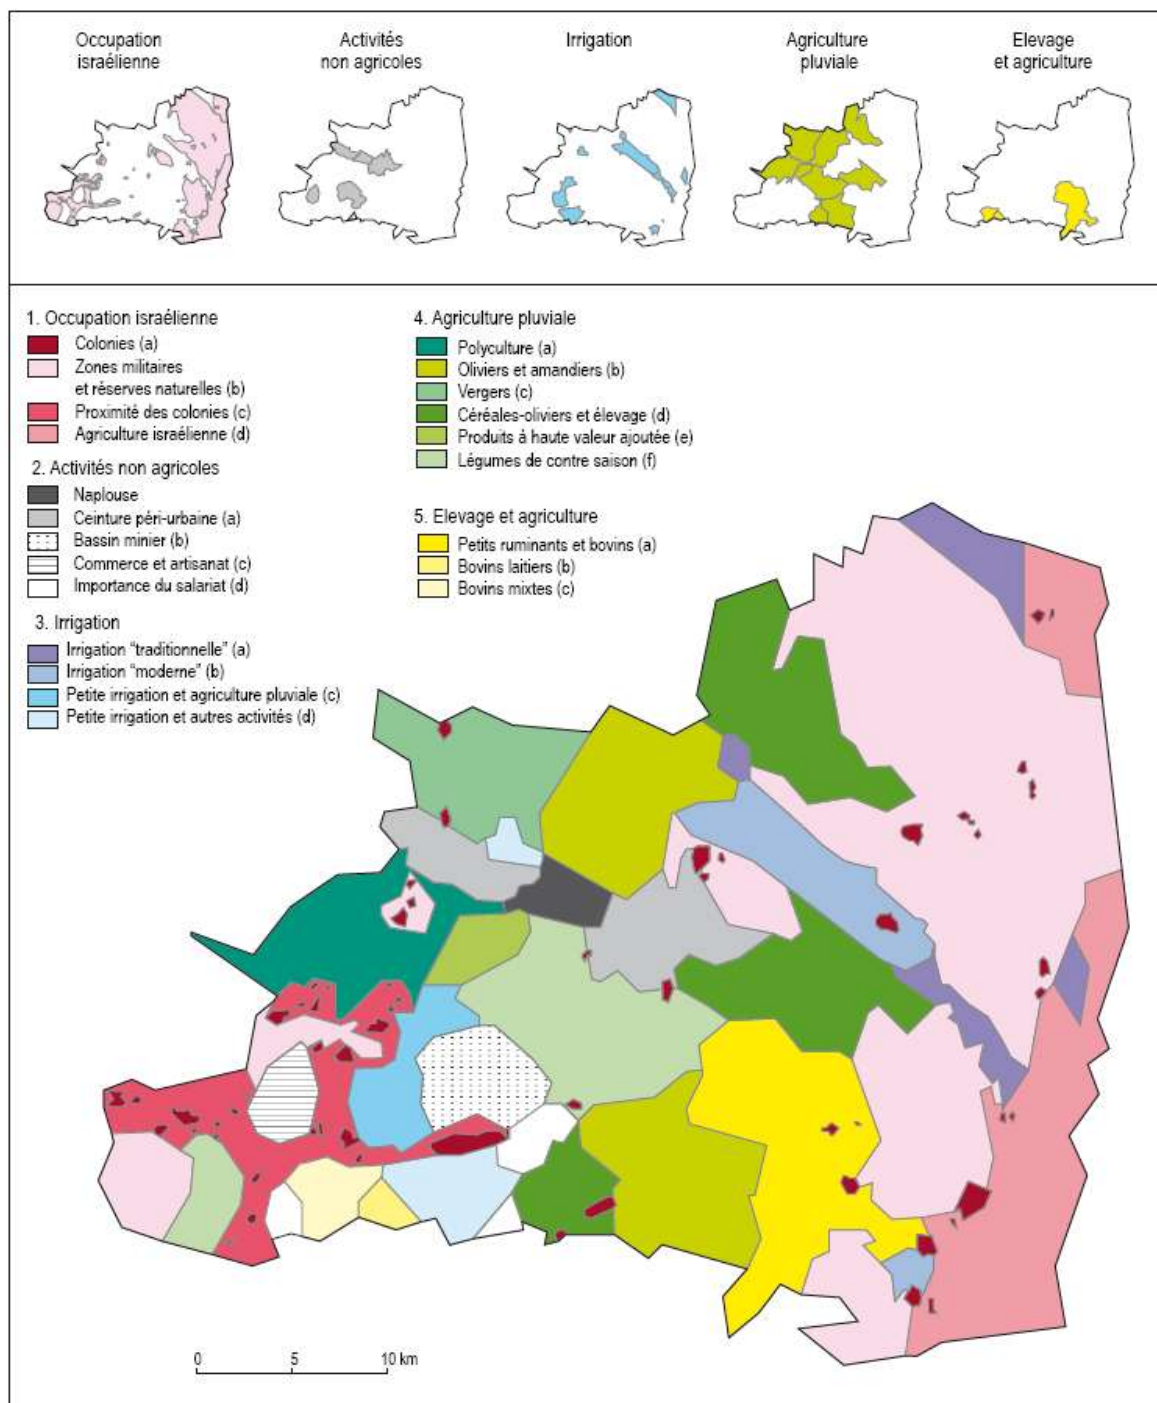 Occupation
israélienne
Activités
non agricoles
Irrigation
Agriculture
pluviale
Elevage
et agriculture
1. Occupation israélienne
Colonies (a)
Zones militaires
et réserves naturelles (b)
Proximité des colonies (c)
Agriculture israélienne (d)
2. Activités non agricoles
Naplouse
Ceinture péri-urbaine (a)
Bassin minier (b)
Commerce et artisanat (c)
Importance du salariat (d)
3. Irrigation
Irrigation “traditionnelle” (a)
Irrigation “moderne” (b)
Petite irrigation et agriculture pluviale (c)
Petite irrigation et autres activités (d)
4. Agriculture pluviale
Polyculture (a)
Oliviers et amandiers (b)
Vergers (c)
Céréales-oliviers et élevage (d)
Produits à haute valeur ajoutée (e)
Légumes de contre saison (f)
5. Elevage et agriculture
Petits ruminants et bovins (a)
Bovins laitiers (b)
Bovins mixtes (c)
0 5 10 km